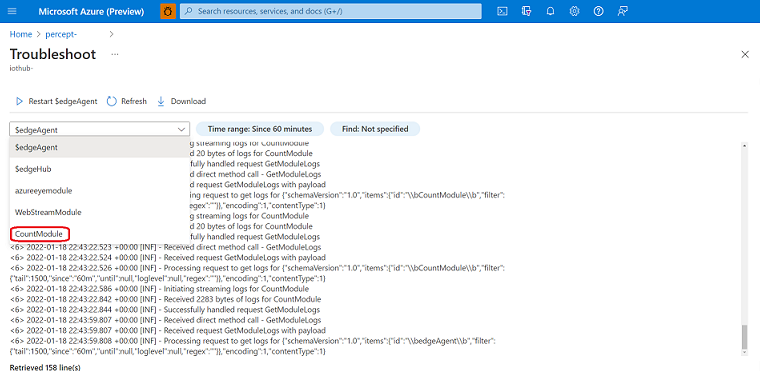 Microsoft Azure (Preview)
Search resources, services, and docs (G+/)
Home > percept- >
Troubleshoot ...
iothub-
Restart $edgeAgent Refresh Download
$edgeAgent
Time range: Since 60 minutes
Find: Not specified
$edgeAgent
$edgeHub
azureeyemodule
WebStreamModule
CountModule
g streaming logs for CountModule
d 20 bytes of logs for CountModule
fully handled request GetModuleLogs
d direct method call - GetModuleLogs
d request GetModuleLogs with payload
ing request to get logs for {"schemaVersion":"1.0","items":{"id":"\\bCountModule\\b","filter":
"regex":""}},"encoding":1,"contentType":1}
g streaming logs for CountModule
d 20 bytes of logs for CountModule
fully handled request GetModuleLogs
<6> 2022-01-18 22:43:22.523 +00:00 [INF] - Received direct method call - GetModuleLogs
<6> 2022-01-18 22:43:22.524 +00:00 [INF] - Received request GetModuleLogs with payload
<6> 2022-01-18 22:43:22.526 +00:00 [INF] - Processing request to get logs for {"schemaVersion":"1.0","items":{"id":"\\bCountModule\\b","filter":
{"tail":1500,"since":"60m","until":null,"loglevel":null,"regex":""}},"encoding":1,"contentType":1}
<6> 2022-01-18 22:43:22.586 +00:00 [INF] - Initiating streaming logs for CountModule
<6> 2022-01-18 22:43:22.842 +00:00 [INF] - Received 2283 bytes of logs for CountModule
<6> 2022-01-18 22:43:22.844 +00:00 [INF] - Successfully handled request GetModuleLogs
<6> 2022-01-18 22:43:59.807 +00:00 [INF] - Received direct method call - GetModuleLogs
<6> 2022-01-18 22:43:59.807 +00:00 [INF] - Received request GetModuleLogs with payload
<6> 2022-01-18 22:43:59.808 +00:00 [INF] - Processing request to get logs for {"schemaVersion":"1.0","items":{"id":"\\bedgeAgent\\b","filter":
{"tail":1500,"since":"60m","until":null,"loglevel":null,"regex":""}},"encoding":1,"contentType":1}
Retrieved 158 line(s)